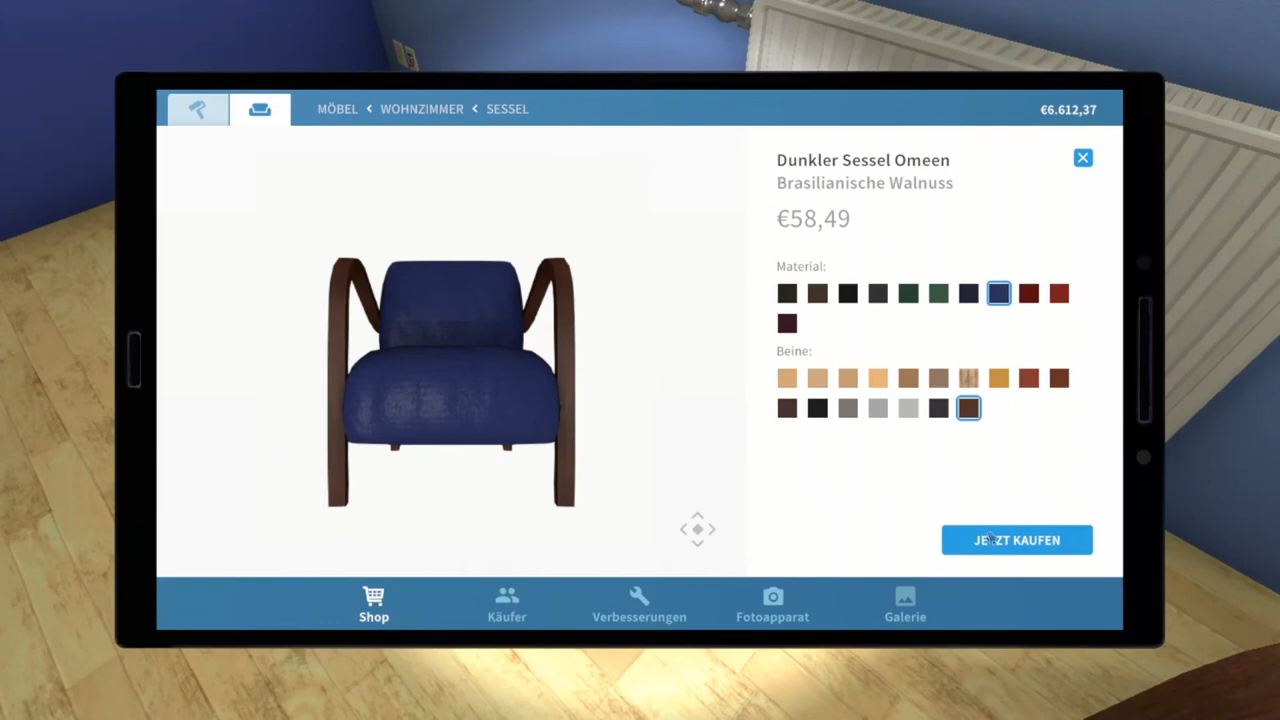 MÖBEL < WOHNZIMMER < SESSEL
€6.612,37
Dunkler Sessel Omeen
Brasilianische Walnuss
€58,49
Material:
Beine:
JETZT KAUFEN
Shop
Käufer
Verbesserungen
Fotoapparat
Galerie